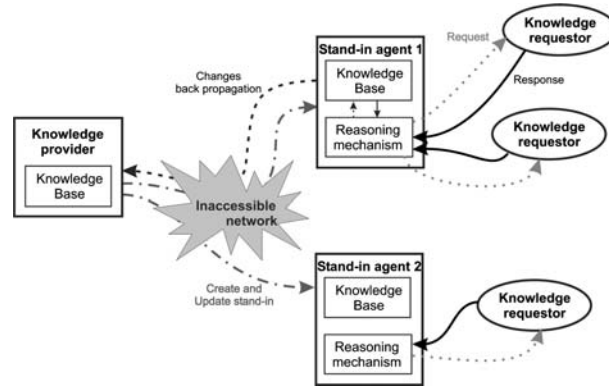 Knowledge
requestor
Stand-in agent 1
Request
Knowledge
Base
Changes
back propagation
Response
Reasoning
mechanism
Knowledge
requestor
Knowledge
provider
Knowledge
Base
Inaccessible
network
Stand-in agent 2
Create and
Update stand-in
Knowledge
Base
Knowledge
requestor
Reasoning
mechanism